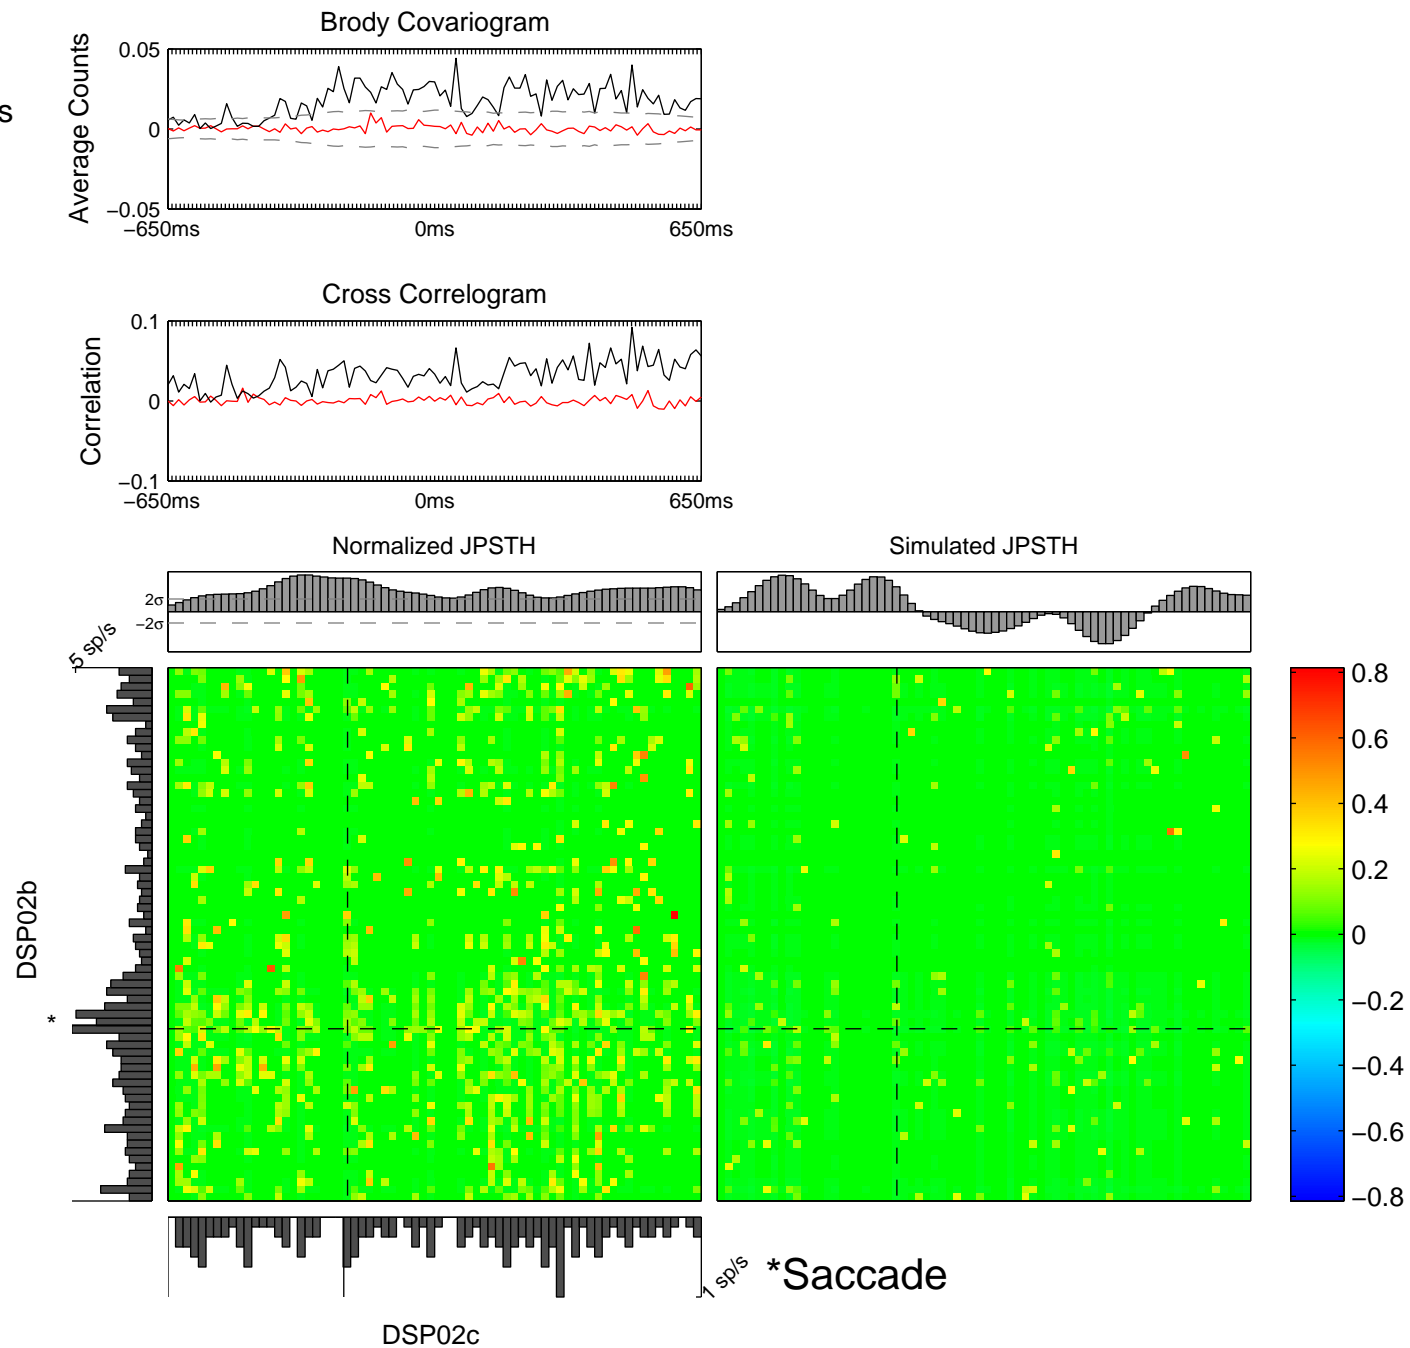 Brody Covariogram
s
Average Counts
0.05
0
−0.05
−650ms 0ms 650ms
Cross Correlogram
Correlation
0.1
0
−0.1
−650ms 0ms 650ms
Normalized JPSTH
Simulated JPSTH
2σ
−2σ
5 sp/s
DSP02b
*
0.8
0.6
0.4
0.2
0
−0.2
−0.4
−0.6
−0.8
1 sp/s
*Saccade
DSP02c